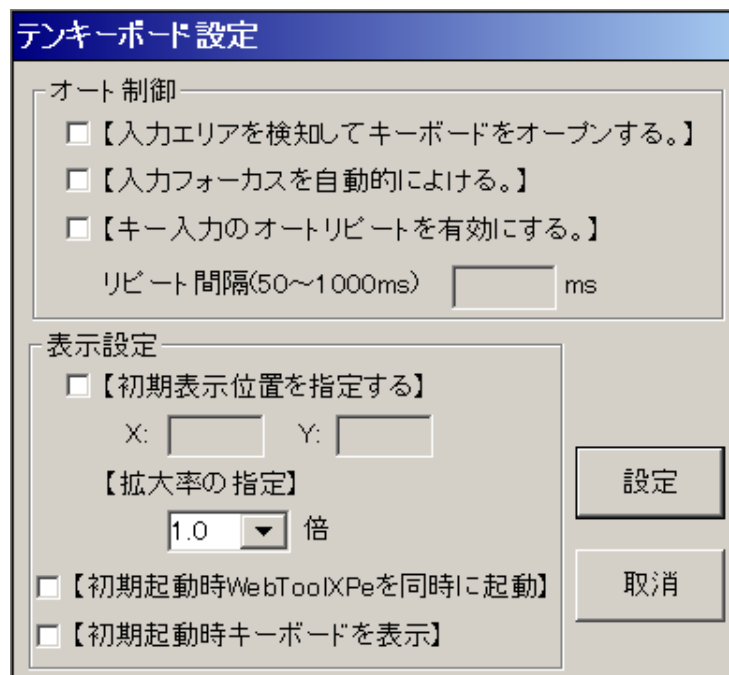 テンキーボード設定
オート制御
【入力エリアを検知してキーボードをオープンする。】
【入力フォーカスを自動的によける。】
【キー入力のオートリピートを有効にする。】
リピート間隔(50～1000ms) ms
表示設定
【初期表示位置を指定する】
X: Y:
【拡大率の指定】
1.0 倍
設定
【初期起動時WebToolXPeを同時に起動】
取消
【初期起動時キーボードを表示】